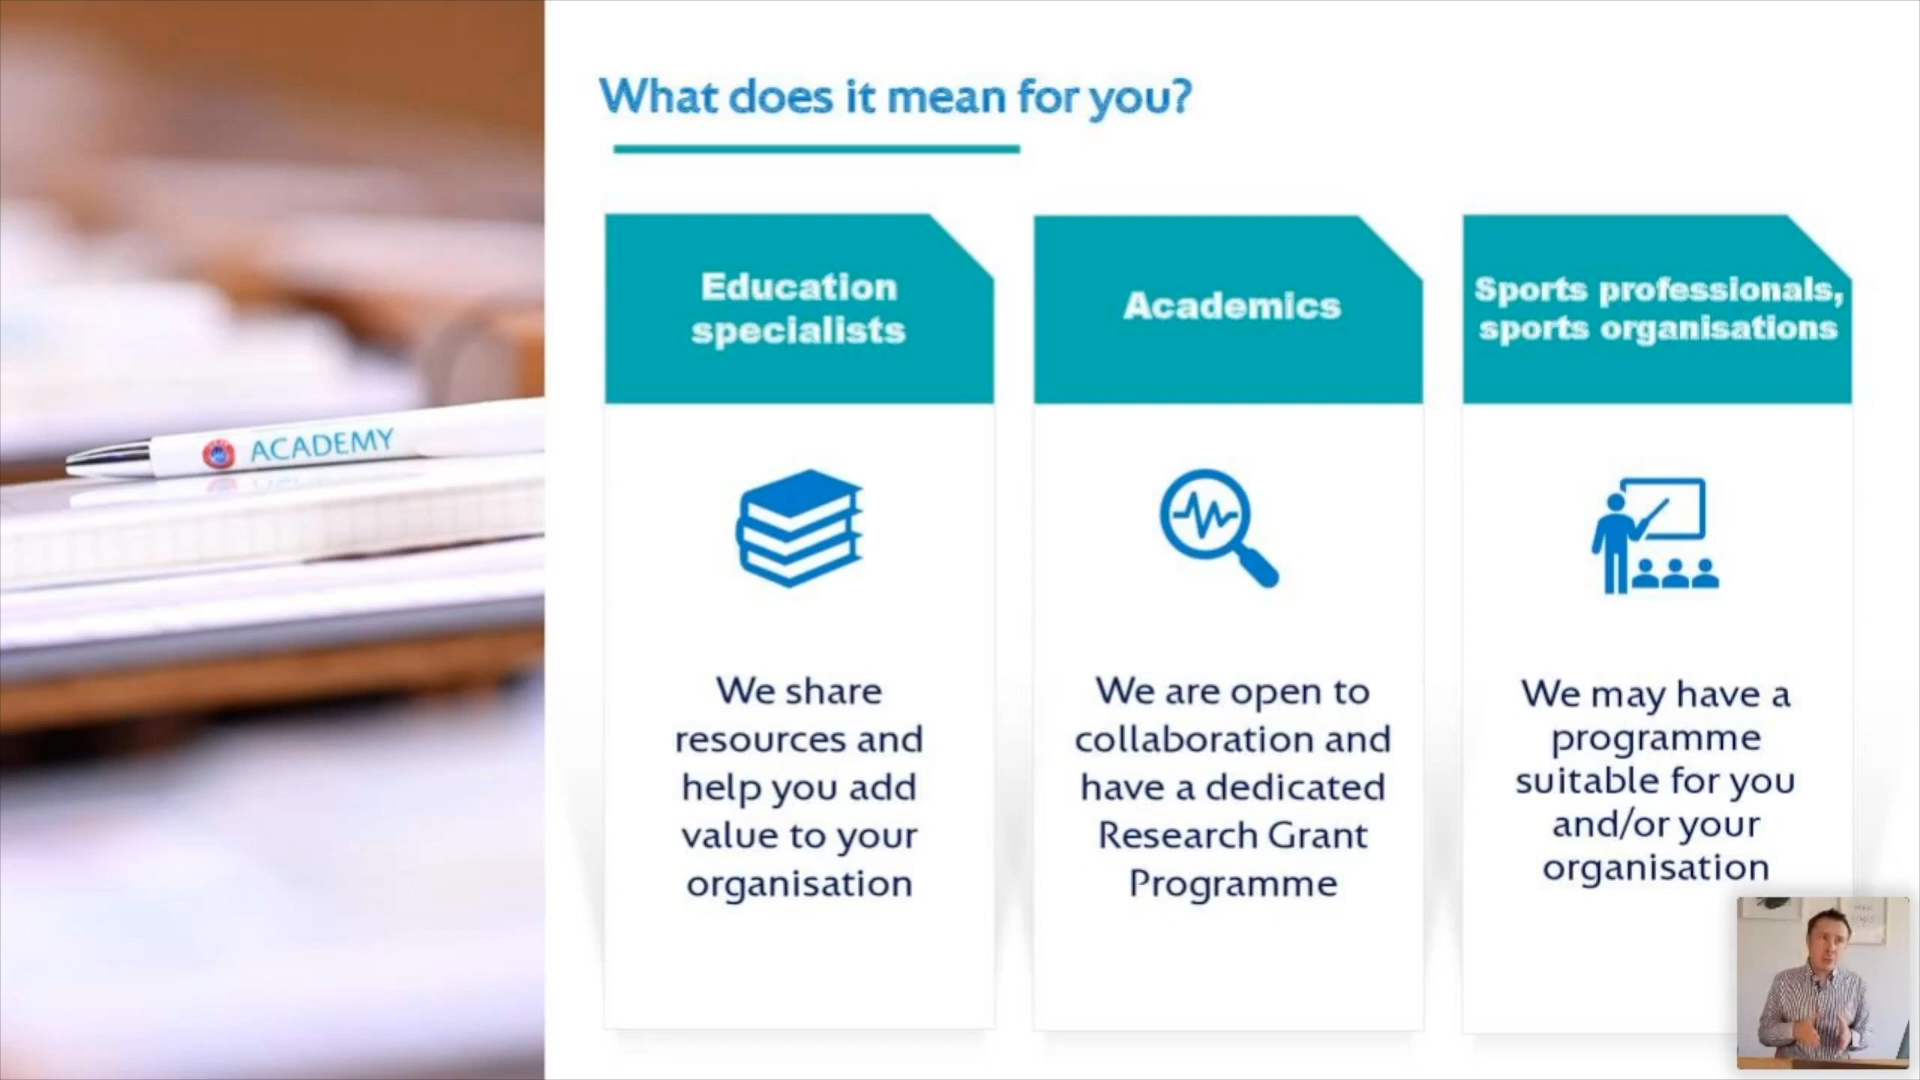 What does it mean for you?
Education
specialists
Academics
Sports professionals,
sports organisations
ACADEMY
We share
resources and
help you add
value to your
organisation
We are open to
collaboration and
have a dedicated
Research Grant
Programme
We may have a
programme
suitable for you
and/or your
organisation